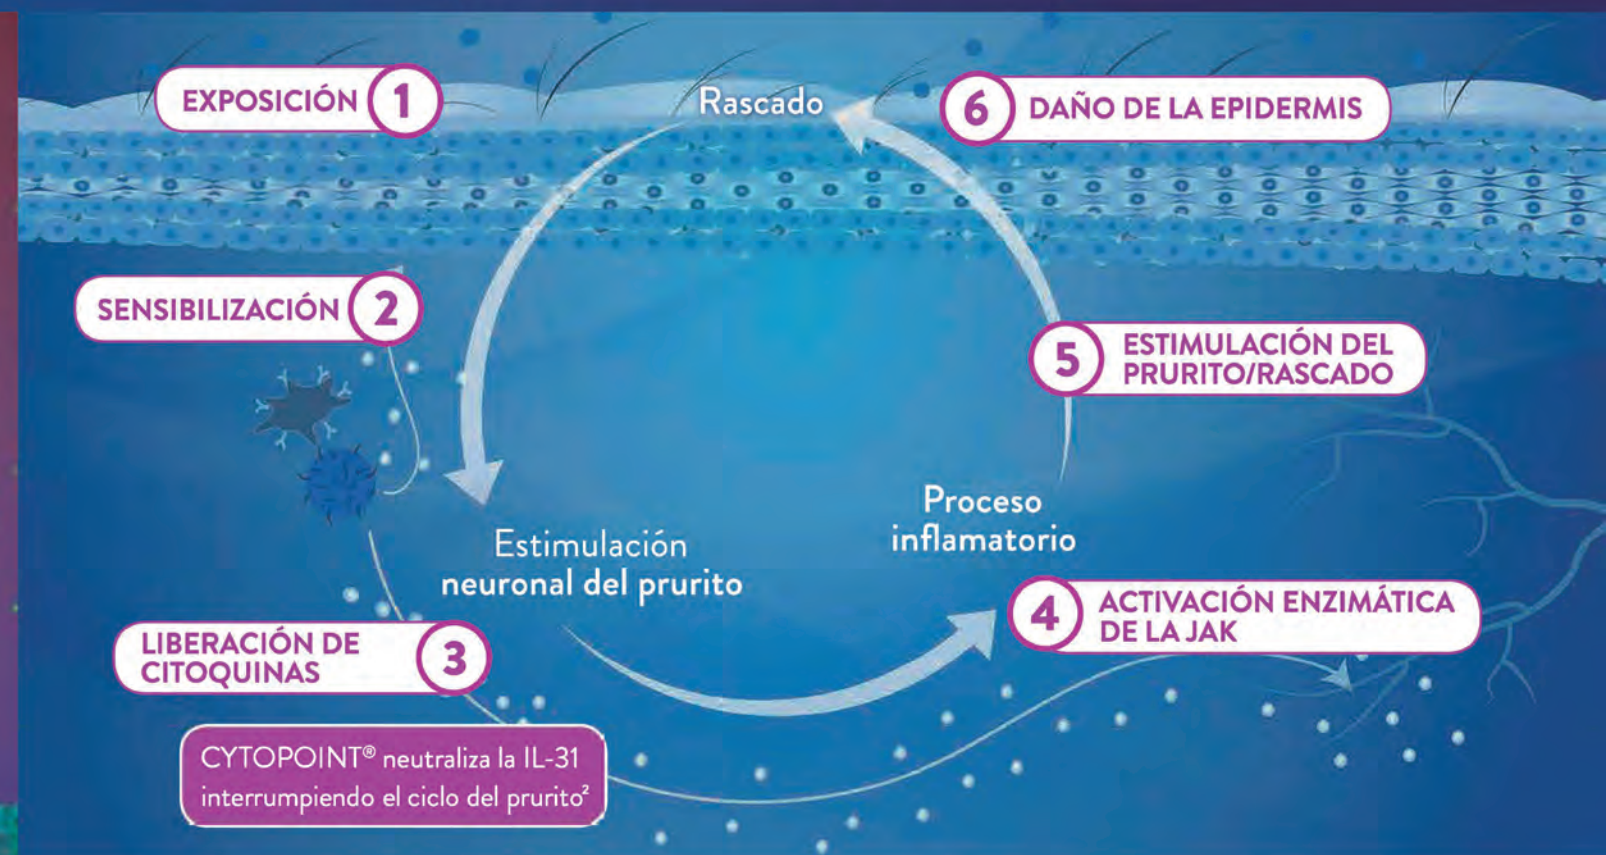 EXPOSICIÓN 1
Rascado
6 DAÑO DE LA EPIDERMIS
SENSIBILIZACIÓN 2
5 ESTIMULACIÓN DEL
PRURITO/RASCADO
Proceso
inflamatorio
Estimulación
neuronal del prurito
4 ACTIVACIÓN ENZIMÁTICA
DE LA JAK
LIBERACIÓN DE
CITOQUINAS 3
CYTOPOINT® neutraliza la IL-31
interrumpiendo el ciclo del prurito²